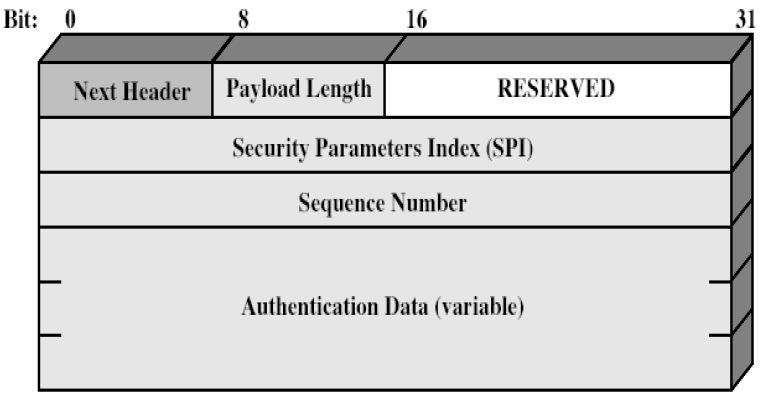 Bit: 0 8 16 31
Next Header Payload Length RESERVED
Security Parameters Index (SPI)
Sequence Number
Authentication Data (variable)